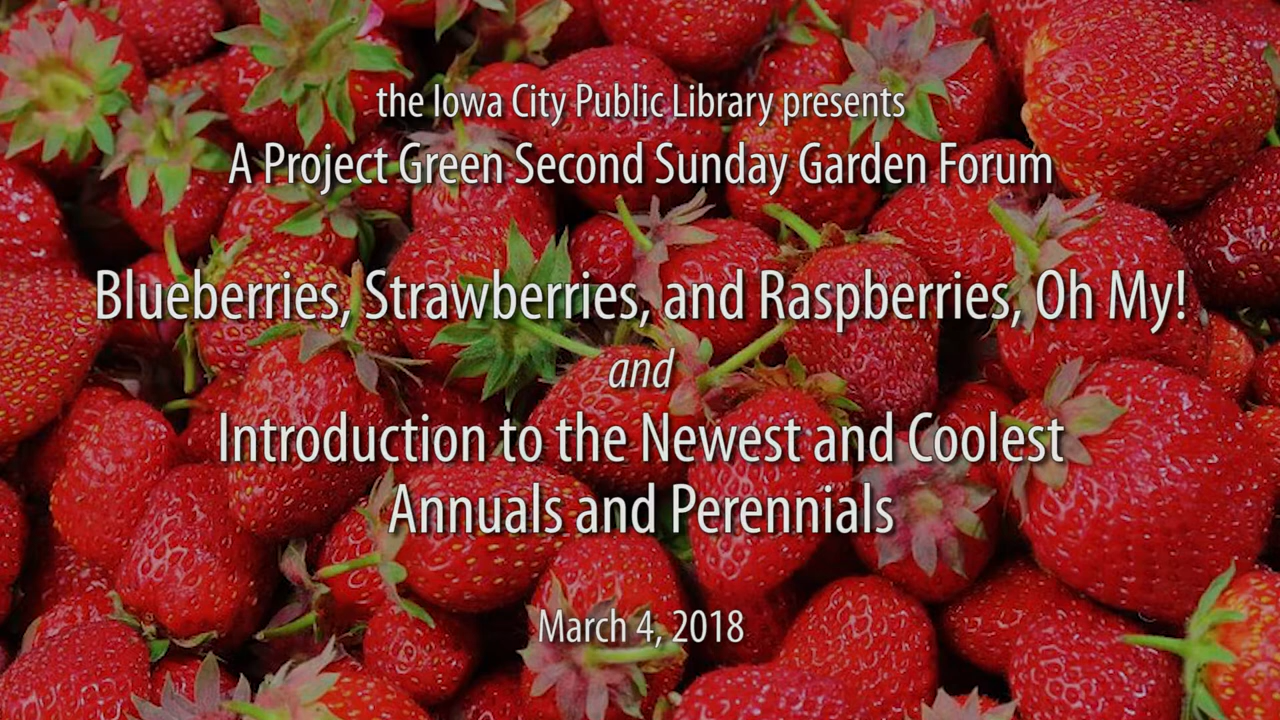 the Iowa City Public Library presents
A Project Green Second Sunday Garden Forum
Blueberries, Strawberries, and Raspberries, Oh My!
and
Introduction to the Newest and Coolest
Annuals and Perennials
March 4, 2018